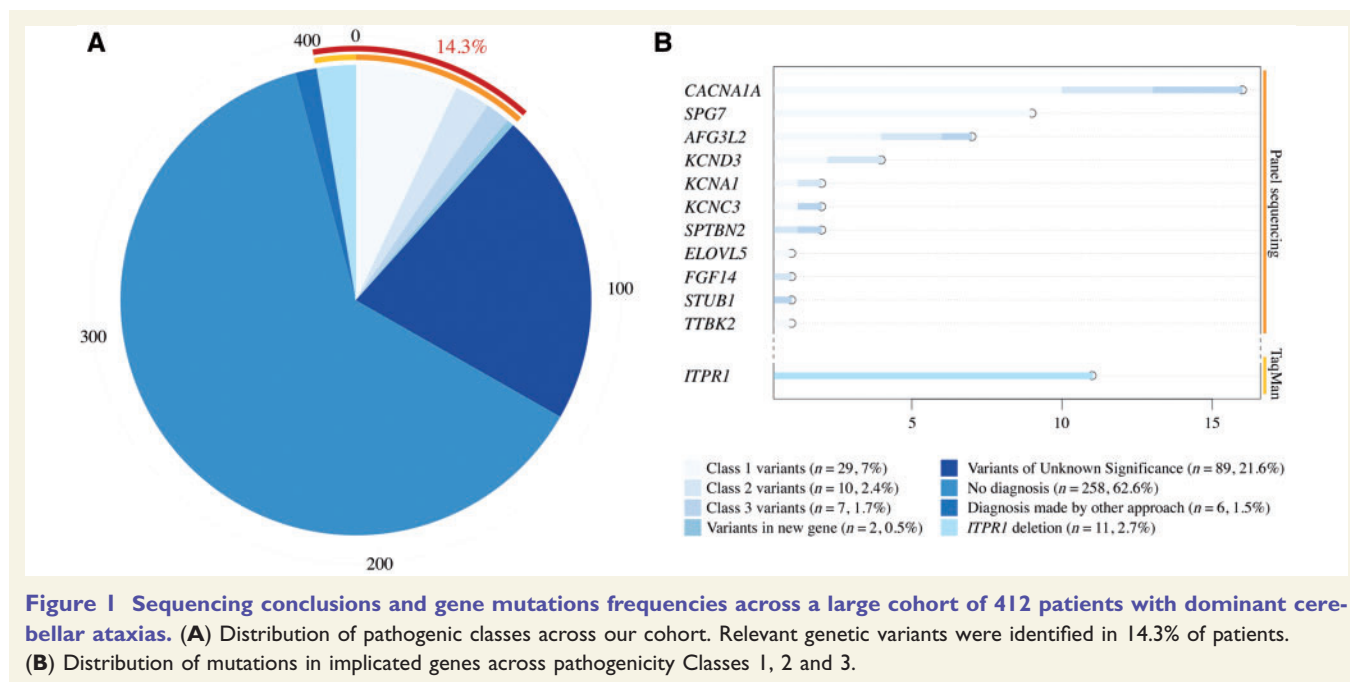 A
400
0
14.3%
100
200
300
B
CACNA1A
SPG7
AFG3L2
KCND3
KCNA1
KCNC3
SPTBN2
ELOVL5
FGF14
STUB1
TTBK2
ITPR1
Panel sequencing
TaqMan
5 10 15
Class 1 variants (n = 29, 7%)
Class 2 variants (n = 10, 2.4%)
Class 3 variants (n = 7, 1.7%)
Variants in new gene (n = 2, 0.5%)
Variants of Unknown Significance (n = 89, 21.6%)
No diagnosis (n = 258, 62.6%)
Diagnosis made by other approach (n = 6, 1.5%)
ITPR1 deletion (n = 11, 2.7%)
Figure 1 Sequencing conclusions and gene mutations frequencies across a large cohort of 412 patients with dominant cere-
bellar ataxias. (A) Distribution of pathogenic classes across our cohort. Relevant genetic variants were identified in 14.3% of patients.
(B) Distribution of mutations in implicated genes across pathogenicity Classes 1, 2 and 3.